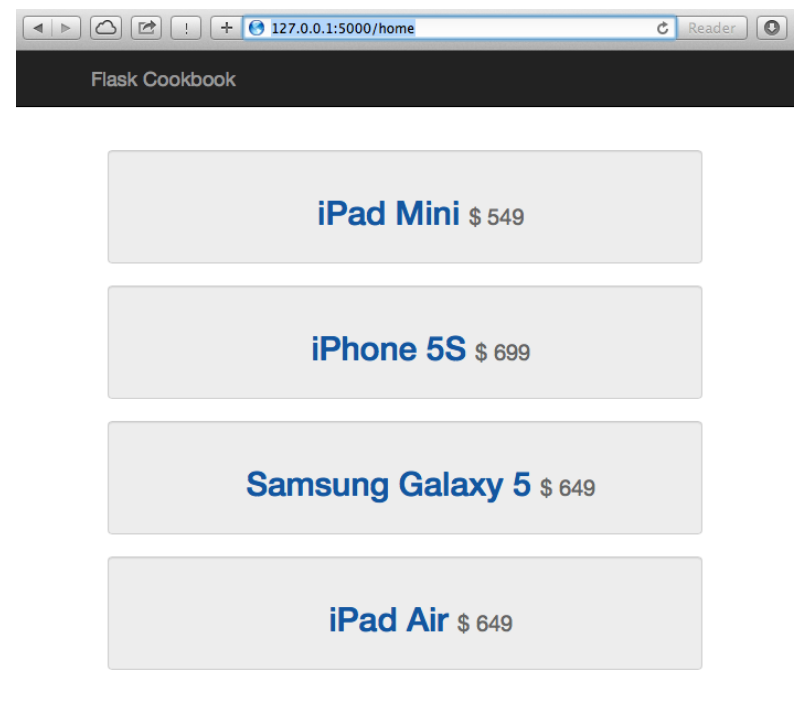 ! + 127.0.0.1:5000/home Reader
Flask Cookbook
iPad Mini $ 549
iPhone 5S $ 699
Samsung Galaxy 5 $ 649
iPad Air $ 649